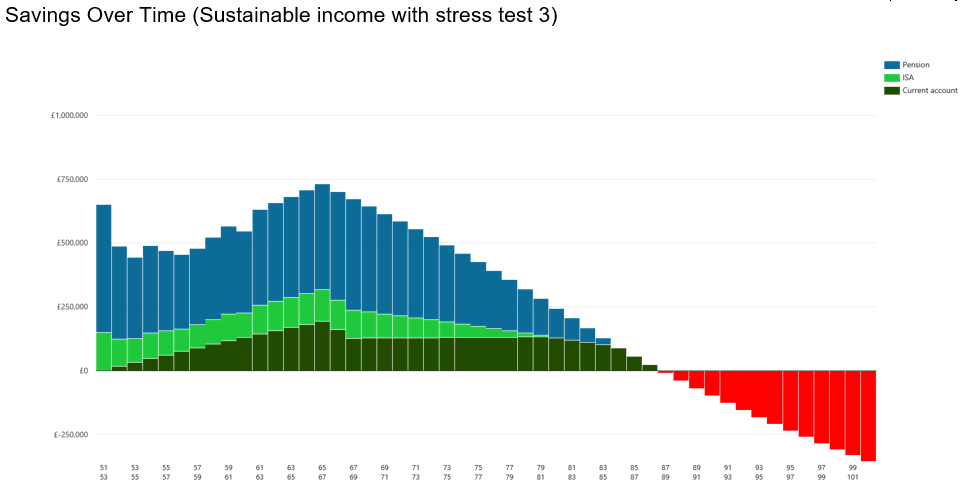 Savings Over Time (Sustainable income with stress test 3)
Pension
ISA
Current account
£1,000,000
£750,000
£500,000
£250,000
£0
£-250,000
51 53 55 57 59 61 63 65 67 69 71 73 75 77 79 81 83 85 87 89 91 93 95 97 99
53 55 57 59 61 63 65 67 69 71 73 75 77 79 81 83 85 87 89 91 93 95 97 99 101